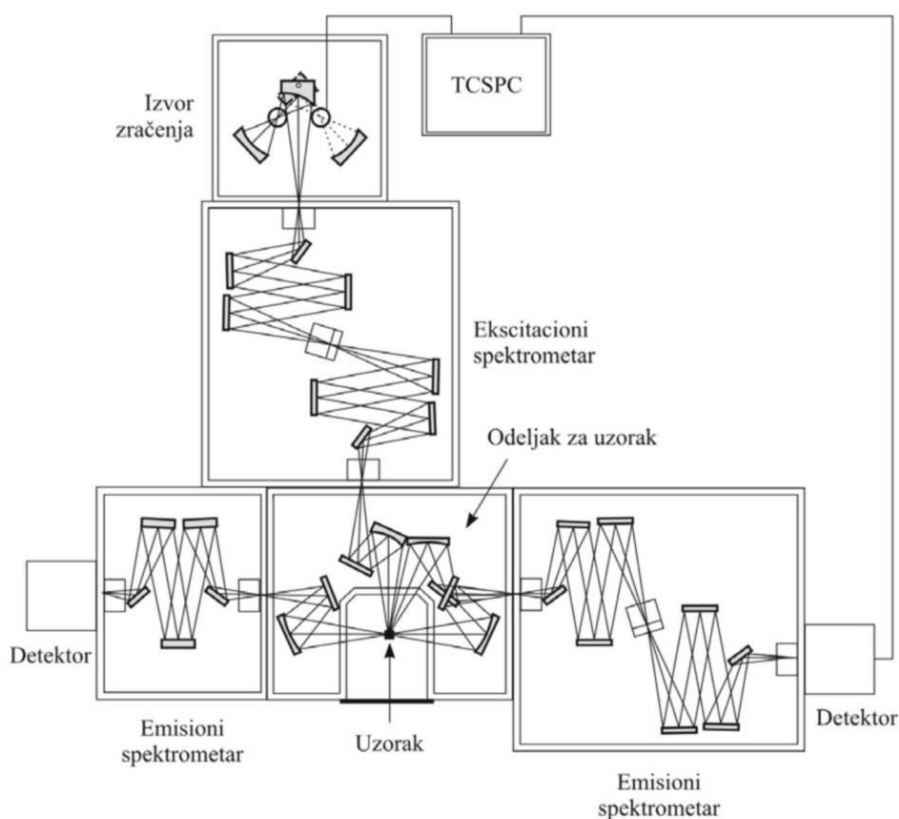 TCSPC
Izvor
zračenja
Ekscitacioni
spektrometar
Odeljak za uzorak
Detektor
Emisioni
spektrometar
Uzorak
Detektor
Emisioni
spektrometar